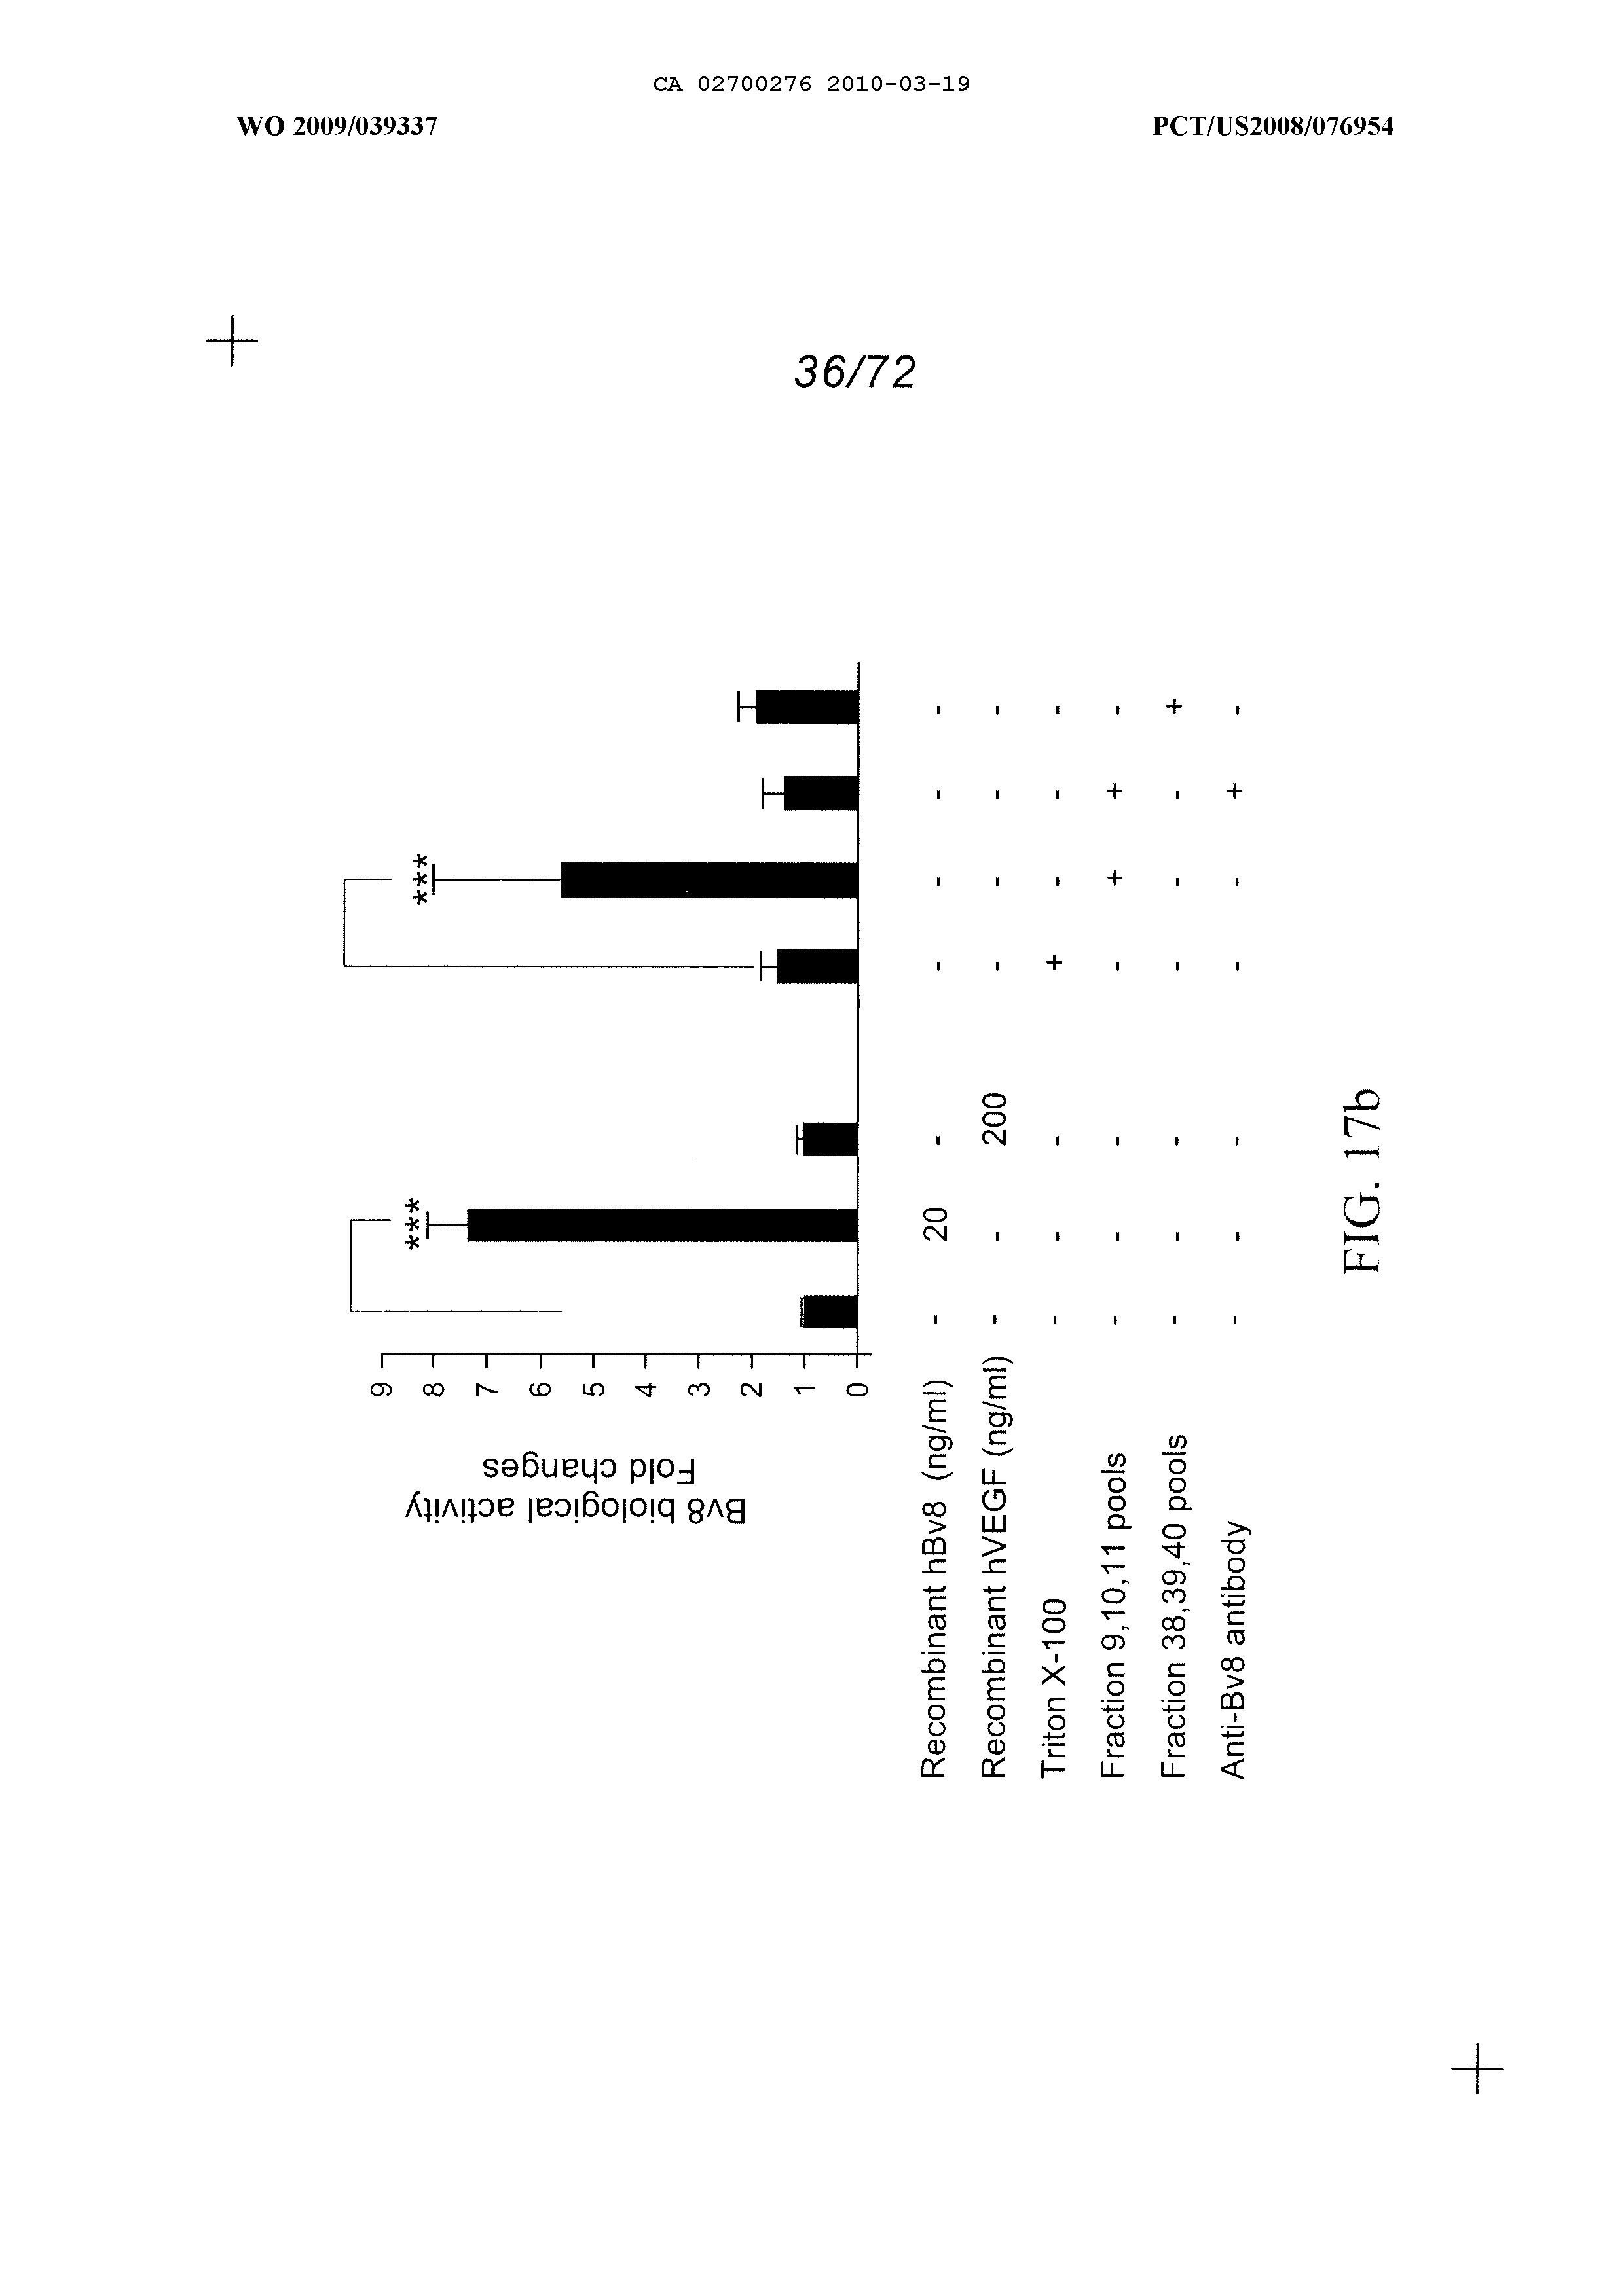 CA 02700276 2010-03-19
WO 2009/039337
PCT/US2008/076954
36/72
Bv8 biological activity
Fold changes
9
8
7
6
5
4
3
2
1
0
***
***
Recombinant hBv8 (ng/ml) - 20 - - - - -
Recombinant hVEGF (ng/ml) - - 200 - - - -
Triton X-100 - - - + - - -
Fraction 9,10,11 pools - - - - + + -
Fraction 38,39,40 pools - - - - - - +
Anti-Bv8 antibody - - - - - + -
FIG. 17b